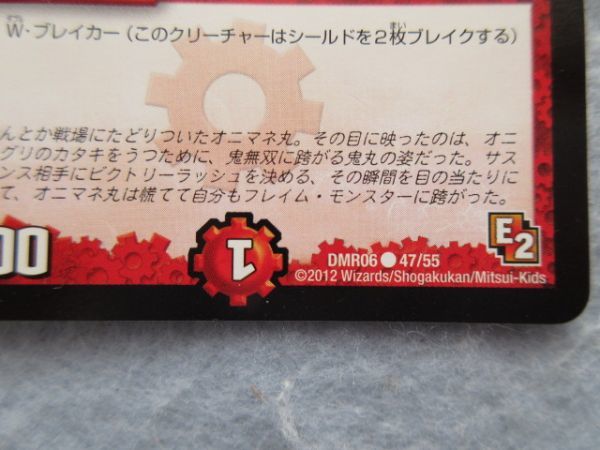 W・ブレイカー（このクリーチャーはシールドを2枚ブレイクする）
んとか戦場にたどりついたオニマネ丸。その目に映ったのは、オニ
グリのカタキをうつために、鬼無双に跨がる鬼丸の姿だった。サス
ンス相手にビクトリーラッシュを決める、その瞬間を目の当たりに
て、オニマネ丸は慌てて自分もフレイム・モンスターに跨がった。
00
1
E2
DMR06 ● 47/55
©2012 Wizards/Shogakukan/Mitsui-Kids